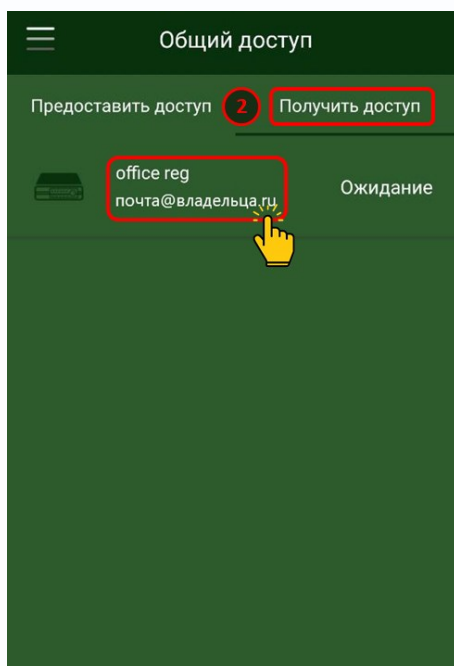 Общий доступ
Предоставить доступ 2 Получить доступ
office reg
почта@владельца.ru
Ожидание